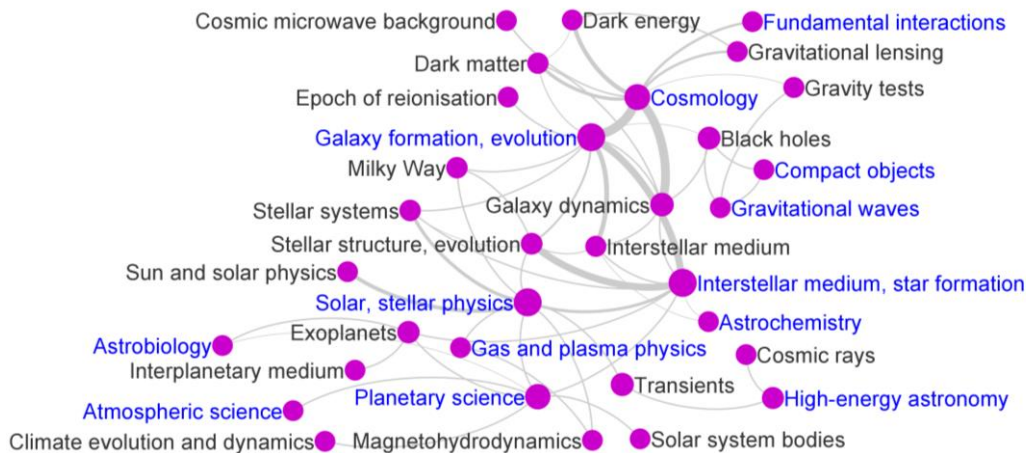 Cosmic microwave background
Dark energy
Fundamental interactions
Dark matter
Gravitational lensing
Epoch of reionisation
Cosmology
Gravity tests
Galaxy formation, evolution
Black holes
Milky Way
Compact objects
Stellar systems
Galaxy dynamics
Gravitational waves
Stellar structure, evolution
Interstellar medium
Sun and solar physics
Interstellar medium, star formation
Solar, stellar physics
Astrochemistry
Exoplanets
Astrobiology
Gas and plasma physics
Cosmic rays
Interplanetary medium
Transients
Planetary science
High-energy astronomy
Atmospheric science
Climate evolution and dynamics
Magnetohydrodynamics
Solar system bodies